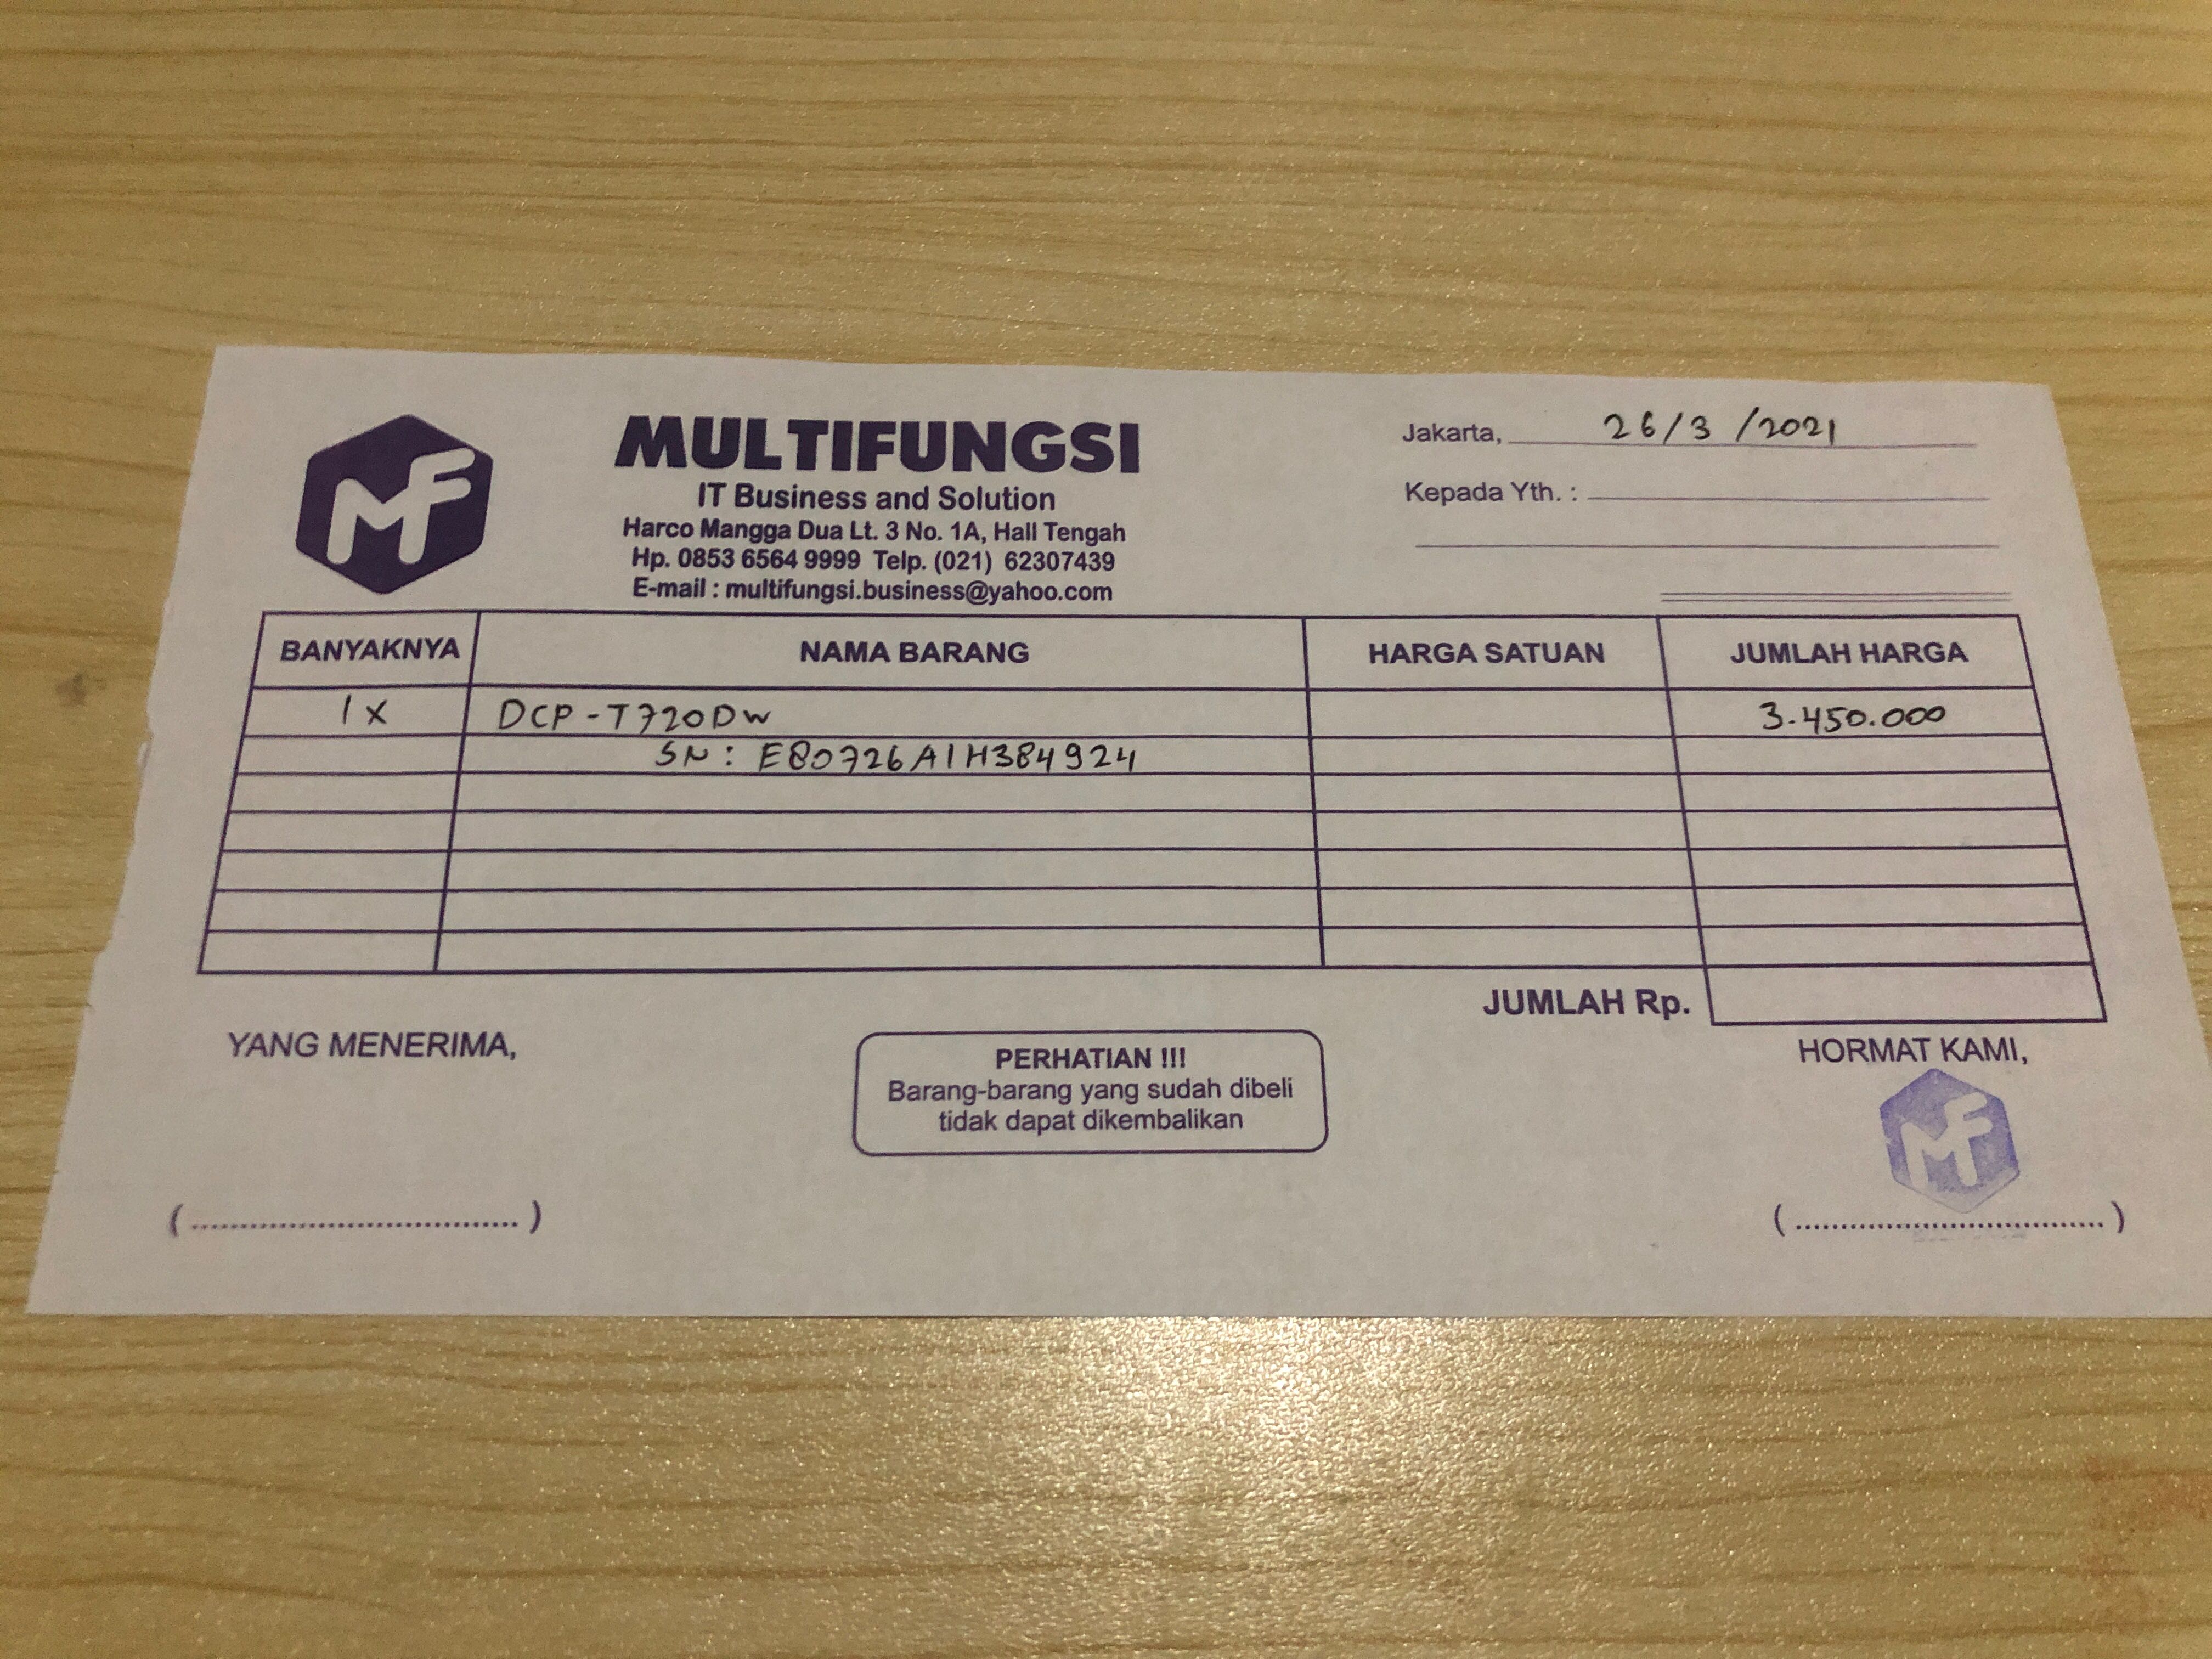 MF
MULTIFUNGSI
IT Business and Solution
Harco Mangga Dua Lt. 3 No. 1A, Hall Tengah
Hp. 0853 6564 9999 Telp. (021) 62307439
E-mail : multifungsi.business@yahoo.com
Jakarta, 26/3/2021
Kepada Yth. :
BANYAKNYA NAMA BARANG HARGA SATUAN JUMLAH HARGA
1 X DCP-T720DW 3.450.000
SN : E80726A1H384924
JUMLAH Rp.
YANG MENERIMA,
PERHATIAN !!!
Barang-barang yang sudah dibeli
tidak dapat dikembalikan
HORMAT KAMI,
MF
(....................................)
(....................................)